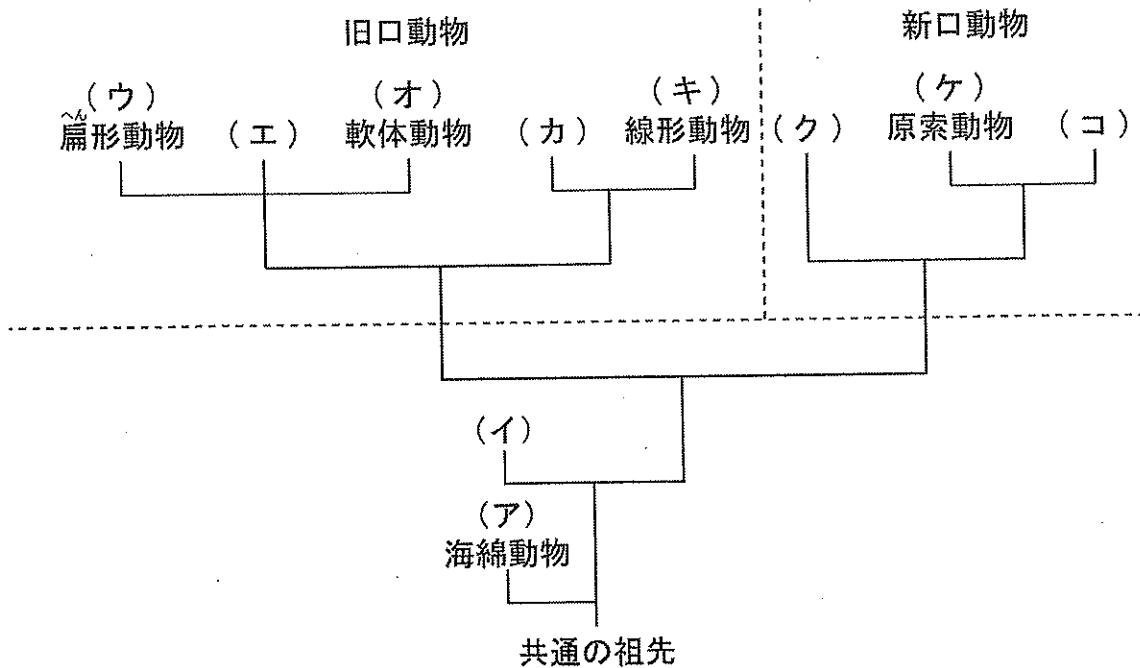 旧口動物
新口動物
(ウ)
(オ)
(キ)
(ケ)
へん
扁形動物
(エ)
軟体動物
(カ)
線形動物
(ク)
原索動物
(コ)
(イ)
(ア)
海綿動物
共通の祖先